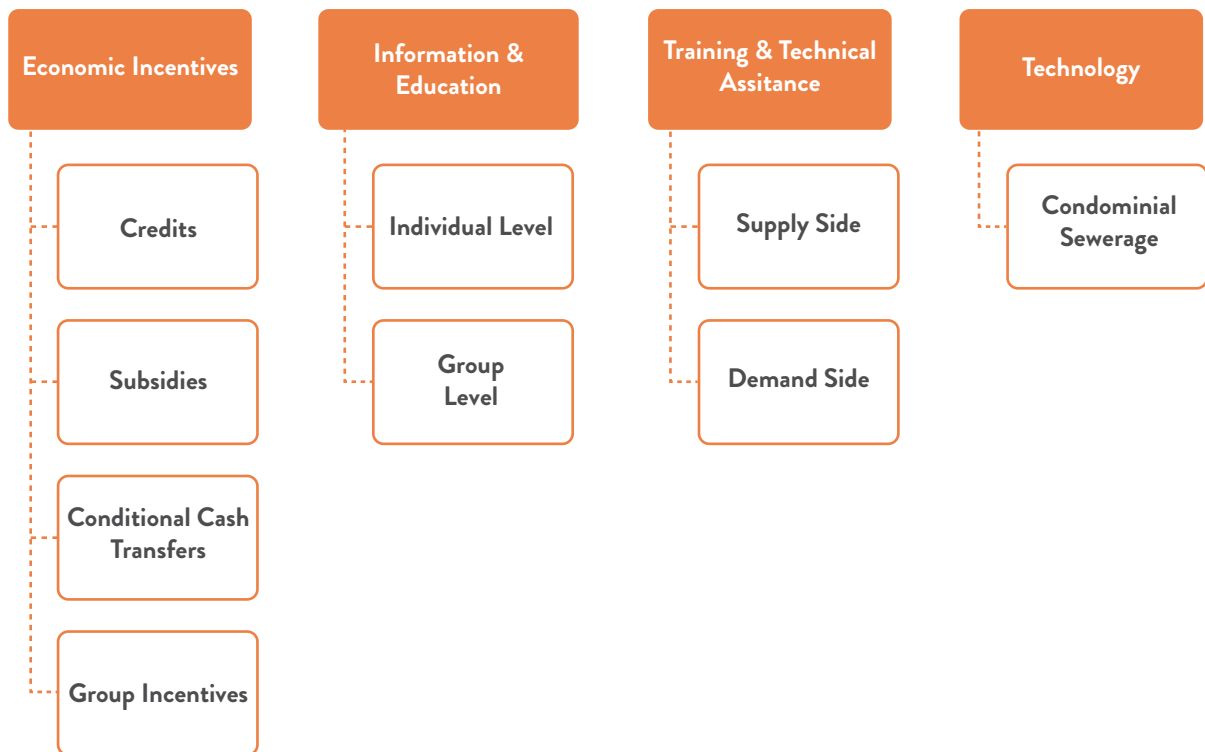 Economic Incentives
Credits
Subsidies
Conditional Cash
Transfers
Group Incentives
Information &
Education
Individual Level
Group
Level
Training & Technical
Assitance
Supply Side
Demand Side
Technology
Condominial
Sewerage